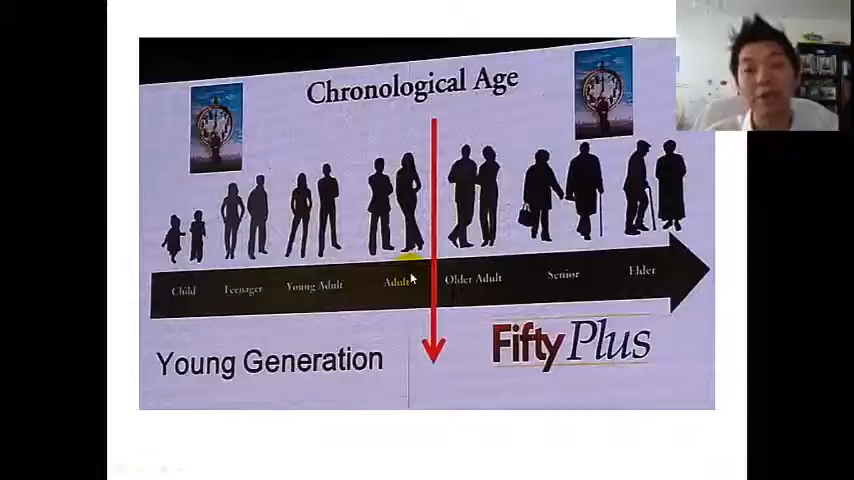 Chronological Age
Child Teenager Young Adult Adult Older Adult Senior Elder
Young Generation
Fifty Plus